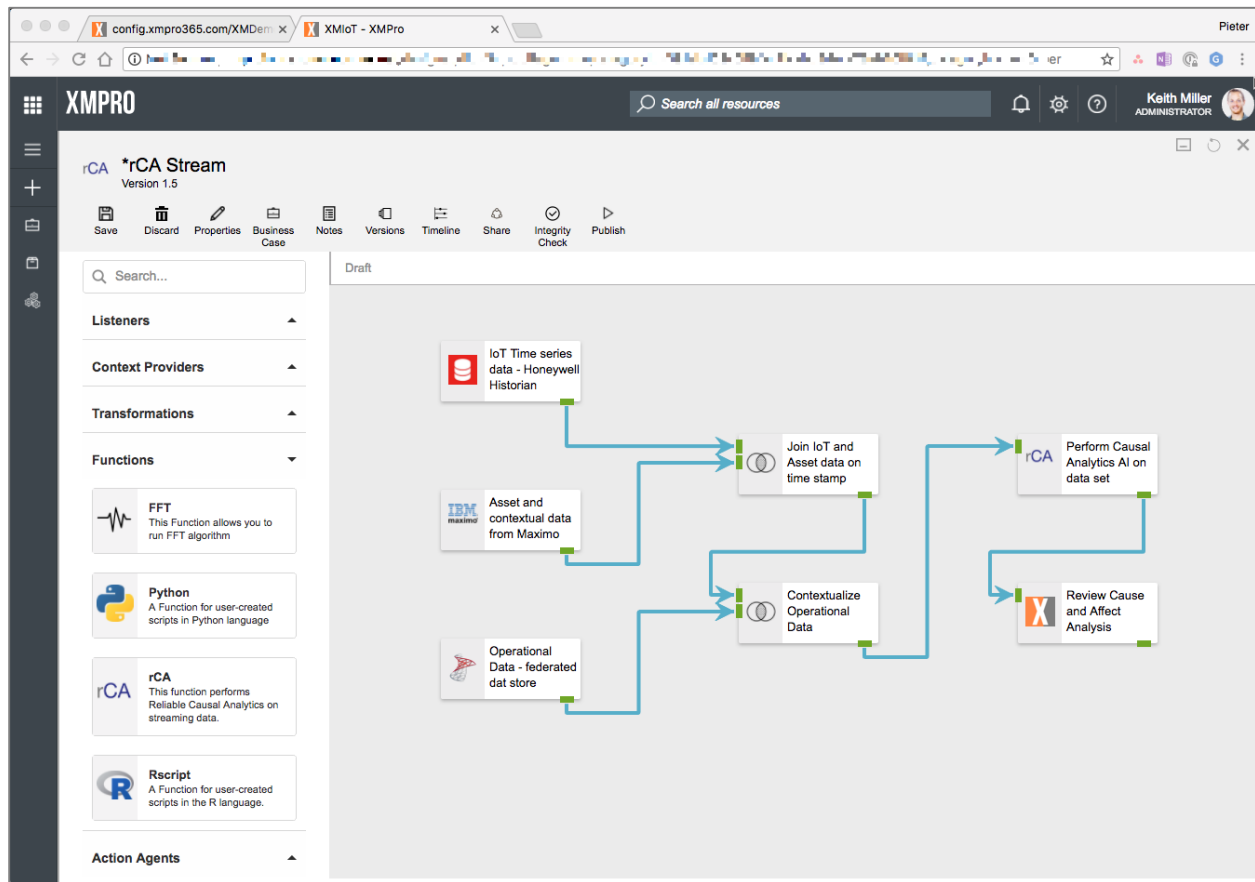 config.xmpro365.com/XMDem
XMIoT - XMPro
Pieter
er
XMPRO
Search all resources
Keith Miller
ADMINISTRATOR
rCA
*rCA Stream
Version 1.5
Save
Discard
Properties
Business
Case
Notes
Versions
Timeline
Share
Integrity
Check
Publish
Search...
Draft
Listeners
Context Providers
Transformations
Functions
FFT
This Function allows you to
run FFT algorithm
Python
A Function for user-created
scripts in Python language
rCA
rCA
This function performs
Reliable Causal Analytics on
streaming data.
Rscript
A Function for user-created
scripts in the R language.
Action Agents
IoT Time series
data - Honeywell
Historian
IBM
maximo
Asset and
contextual data
from Maximo
Operational
Data - federated
dat store
Join IoT and
Asset data on
time stamp
Contextualize
Operational
Data
rCA
Perform Causal
Analytics AI on
data set
Review Cause
and Affect
Analysis